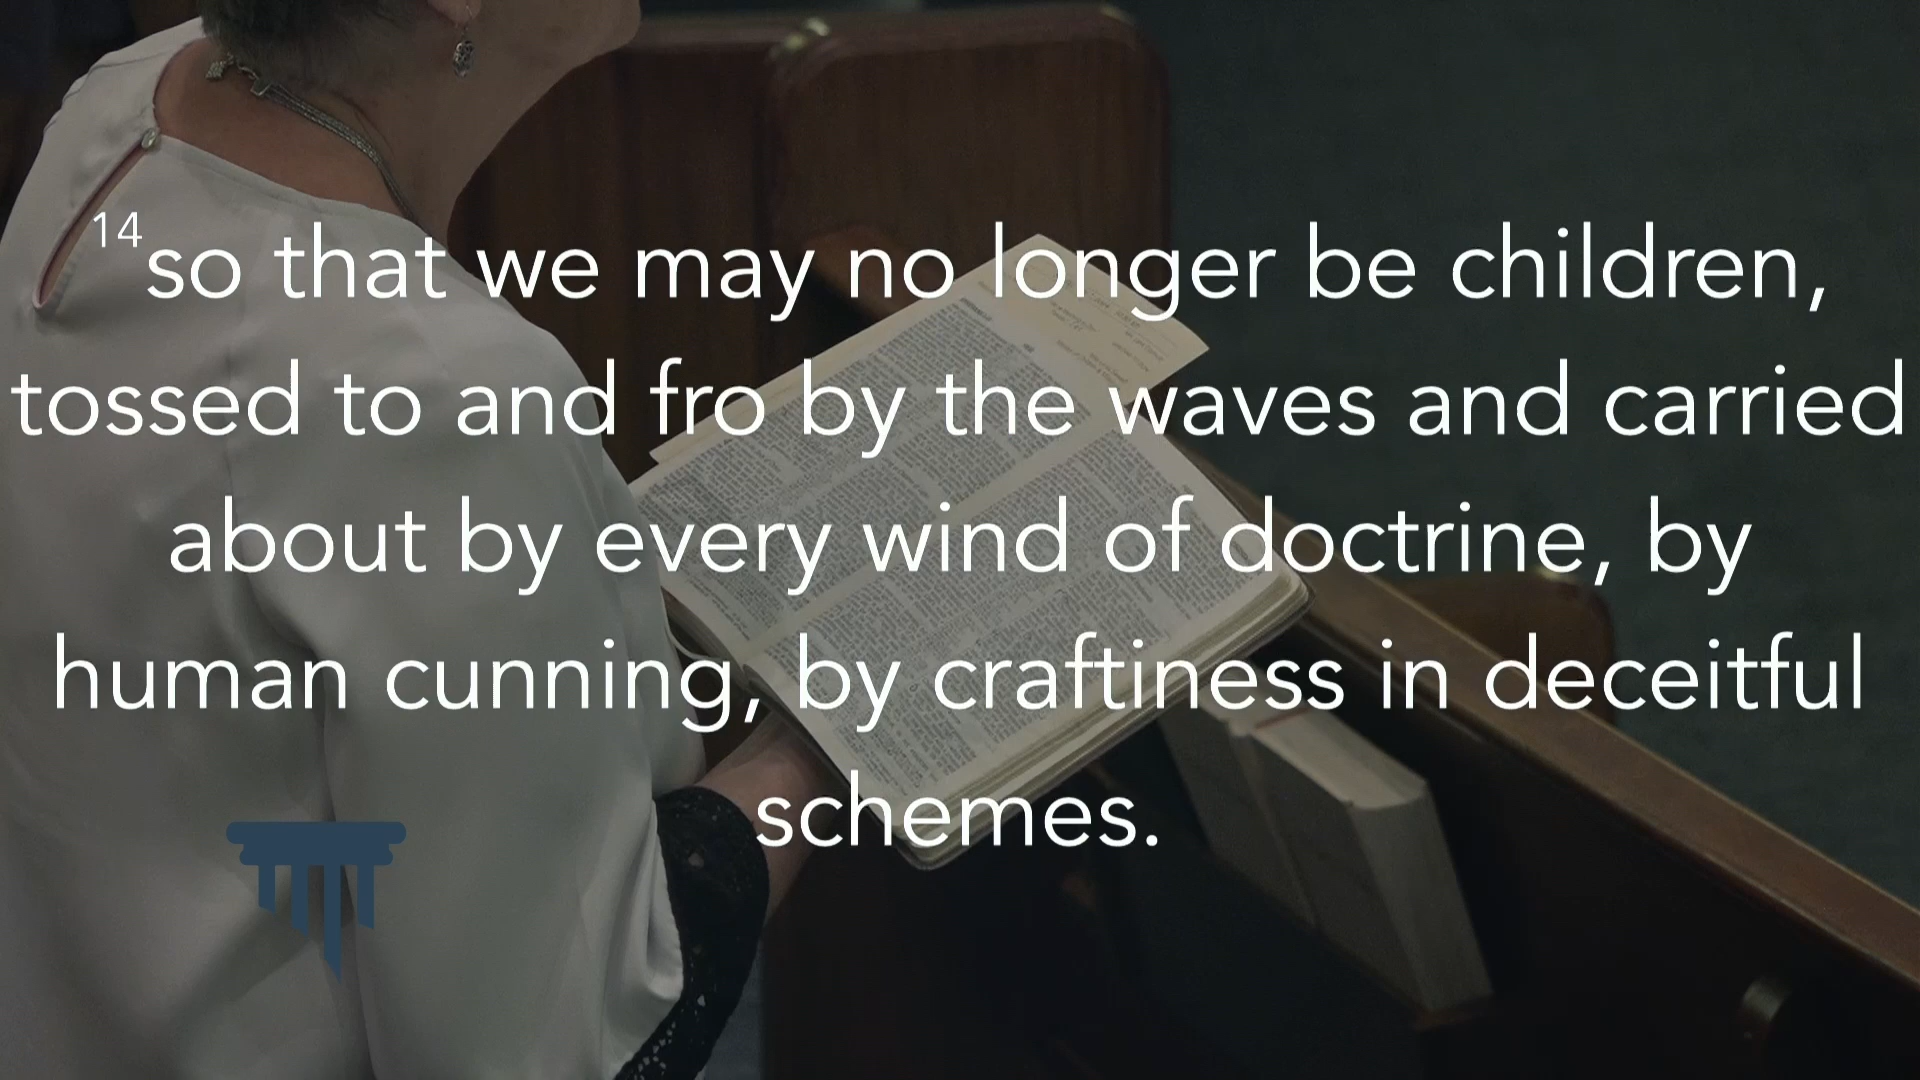 14so that we may no longer be children,
tossed to and fro by the waves and carried
about by every wind of doctrine, by
human cunning, by craftiness in deceitful
schemes.